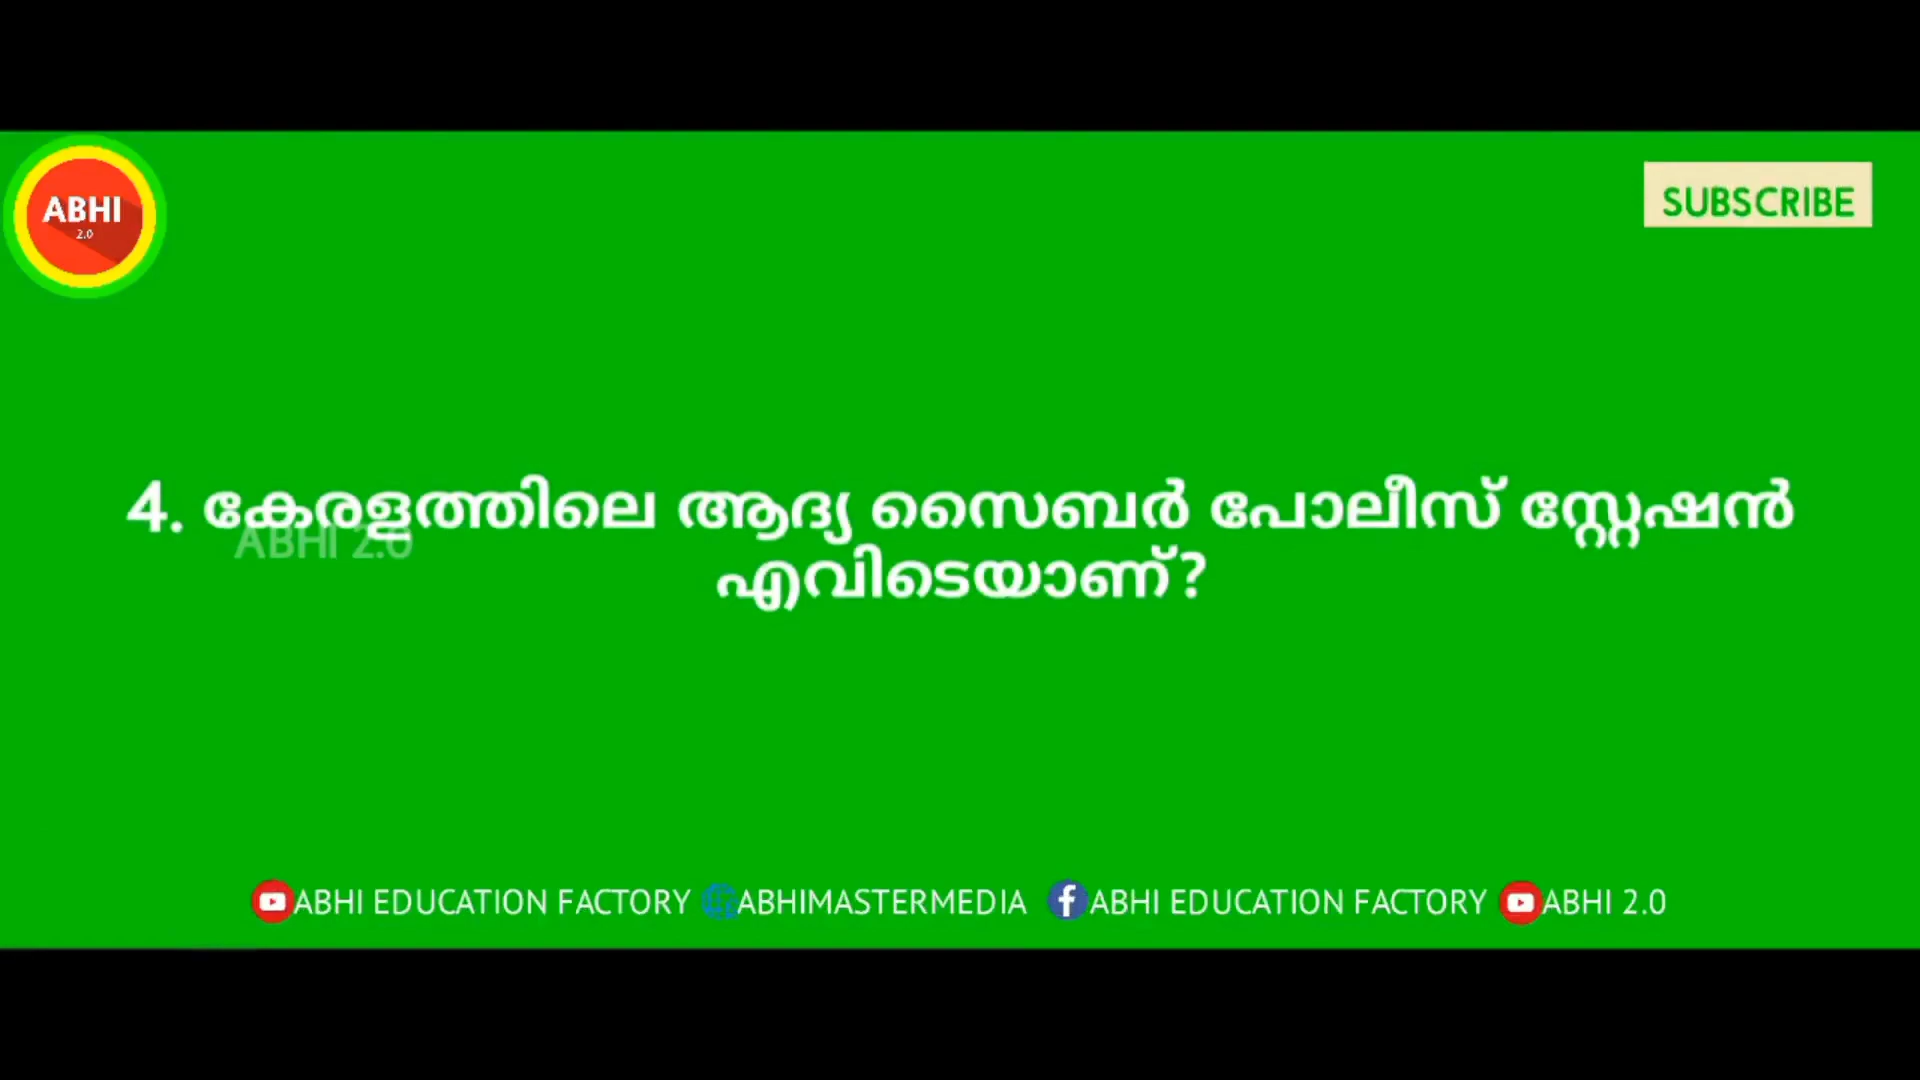 ABHI
2.0
SUBSCRIBE
4. കേരളത്തിലെ ആദ്യ സൈബർ പോലീസ് സ്റ്റേഷൻ
ABHI 2.0
എവിടെയാണ്?
ABHI EDUCATION FACTORY ABHIMASTERMEDIA ABHI EDUCATION FACTORY ABHI 2.0